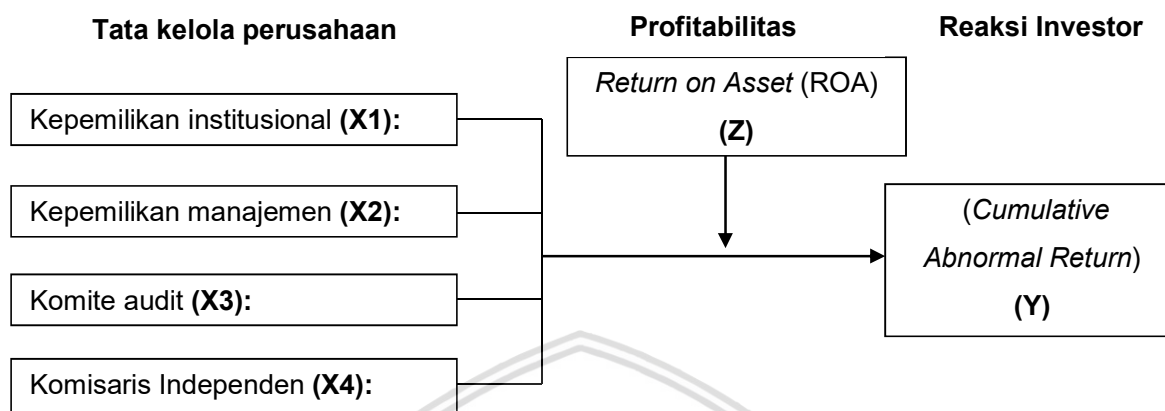 Tata kelola perusahaan
Profitabilitas
Reaksi Investor
Return on Asset (ROA)
(Z)
Kepemilikan institusional (X1):
Kepemilikan manajemen (X2):
Komite audit (X3):
Komisaris Independen (X4):
(Cumulative
Abnormal Return)
(Y)